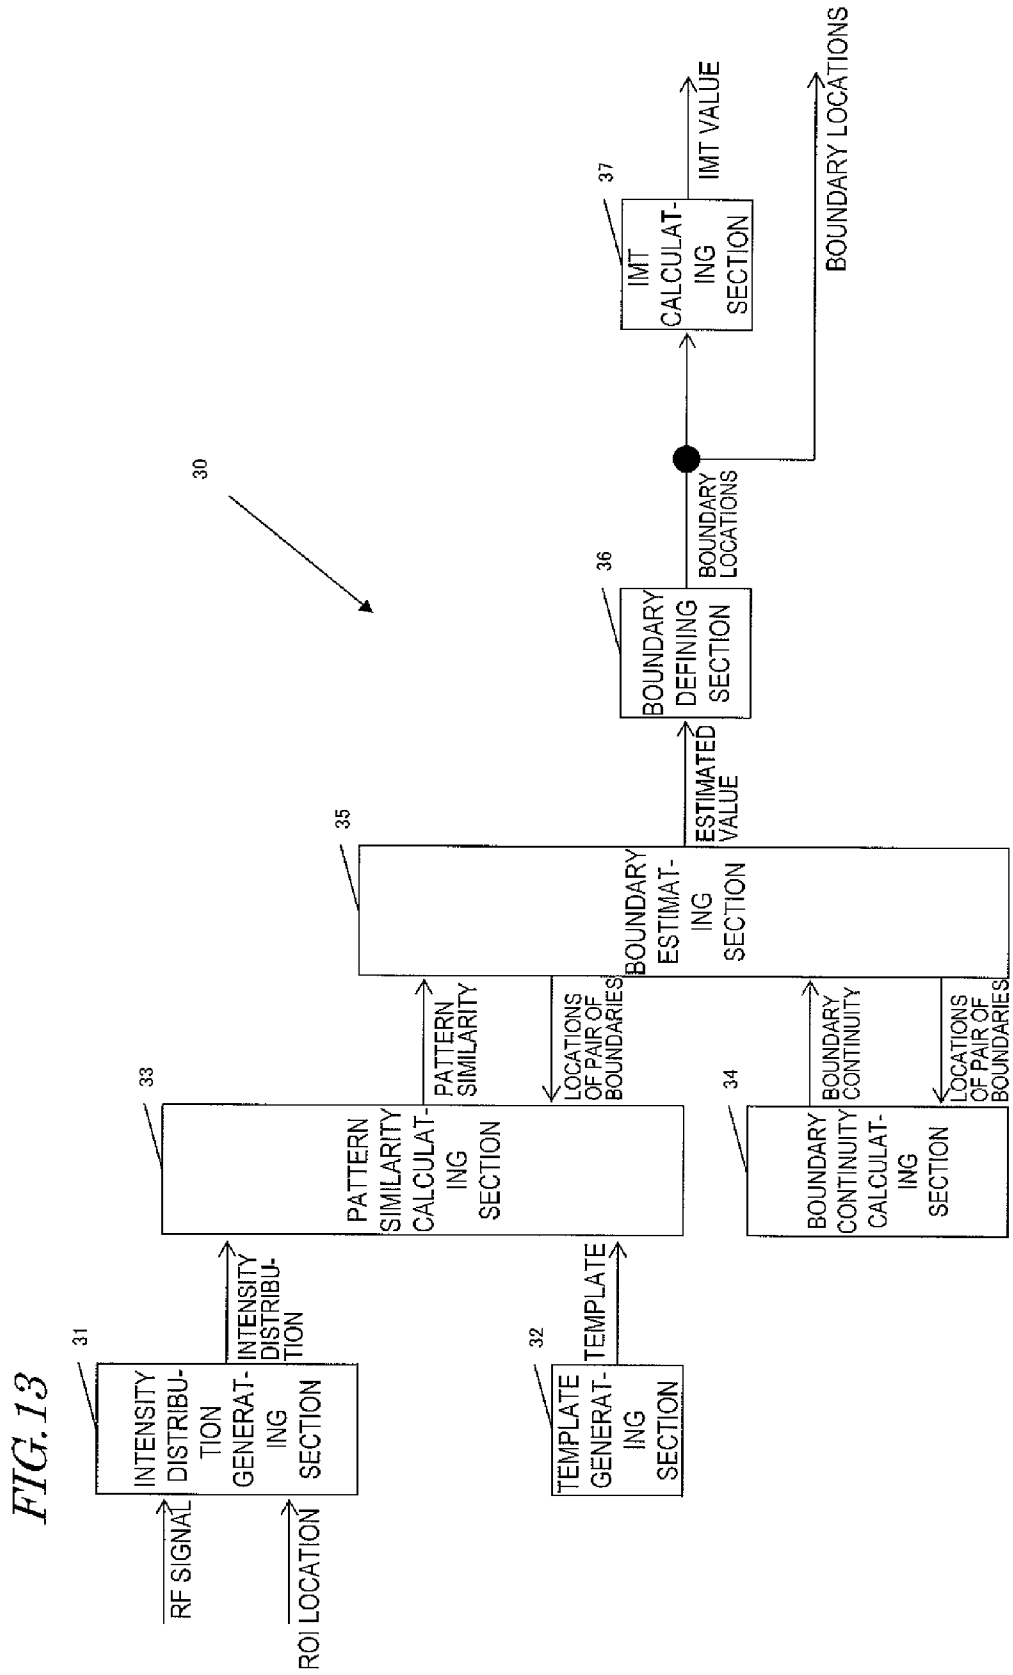 FIG.13
30
RF SIGNAL
ROI LOCATION
31
INTENSITY
DISTRIBU-
TION
GENERAT-
ING
SECTION
INTENSITY
DISTRIBU-
TION
32
TEMPLATE
GENERAT-
ING
SECTION
TEMPLATE
33
PATTERN
SIMILARITY
CALCULAT-
ING
SECTION
PATTERN
SIMILARITY
LOCATIONS
OF PAIR OF
BOUNDARIES
34
BOUNDARY
CONTINUITY
CALCULAT-
ING
SECTION
BOUNDARY
CONTINUITY
LOCATIONS
OF PAIR OF
BOUNDARIES
35
BOUNDARY
ESTIMAT-
ING
SECTION
ESTIMATED
VALUE
36
BOUNDARY
DEFINING
SECTION
BOUNDARY
LOCATIONS
37
IMT
CALCULAT-
ING
SECTION
IMT VALUE
BOUNDARY LOCATIONS